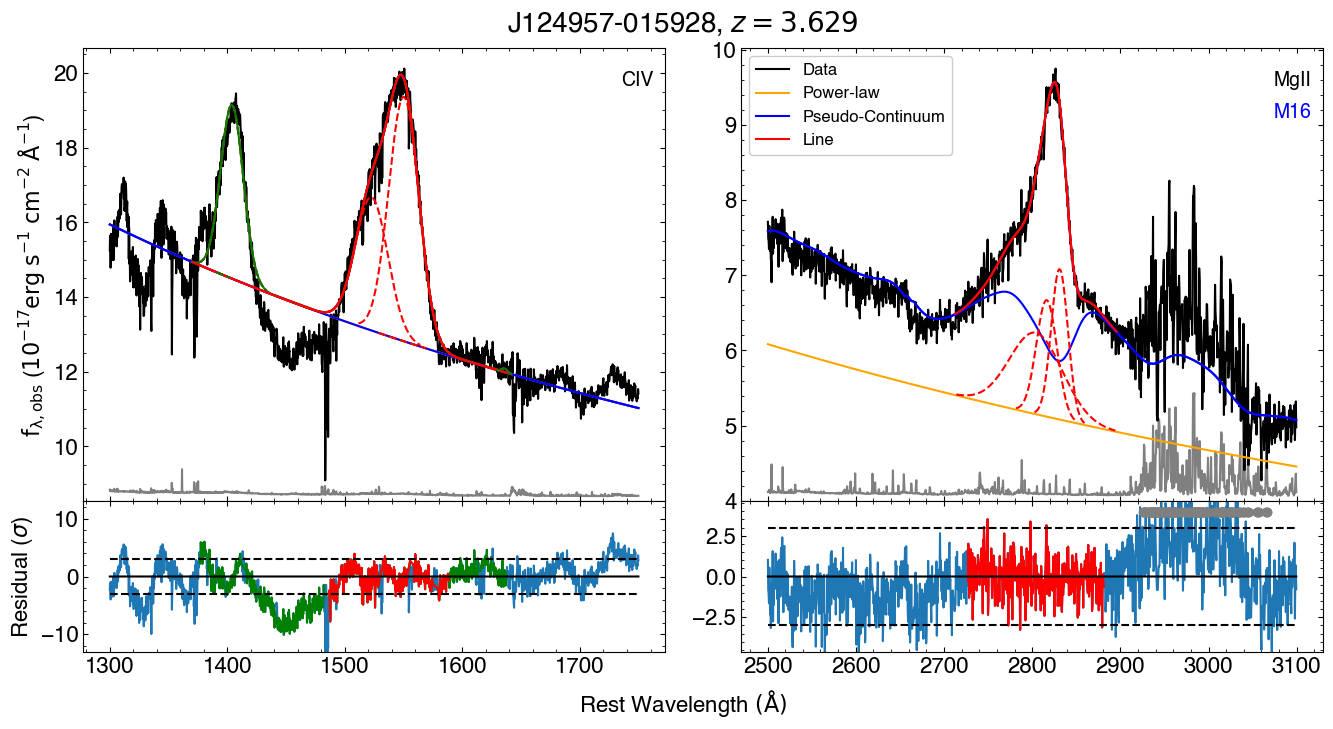 J124957-015928, z = 3.629
CIV
20
18
16
14
12
10
f_{λ,obs} (10^{-17} erg s^{-1} cm^{-2} Å^{-1})
Data
Power-law
Pseudo-Continuum
Line
MgII
M16
10
9
8
7
6
5
4
10
0
−10
Residual (σ)
1300 1400 1500 1600 1700
2.5
0.0
−2.5
2500 2600 2700 2800 2900 3000 3100
Rest Wavelength (Å)